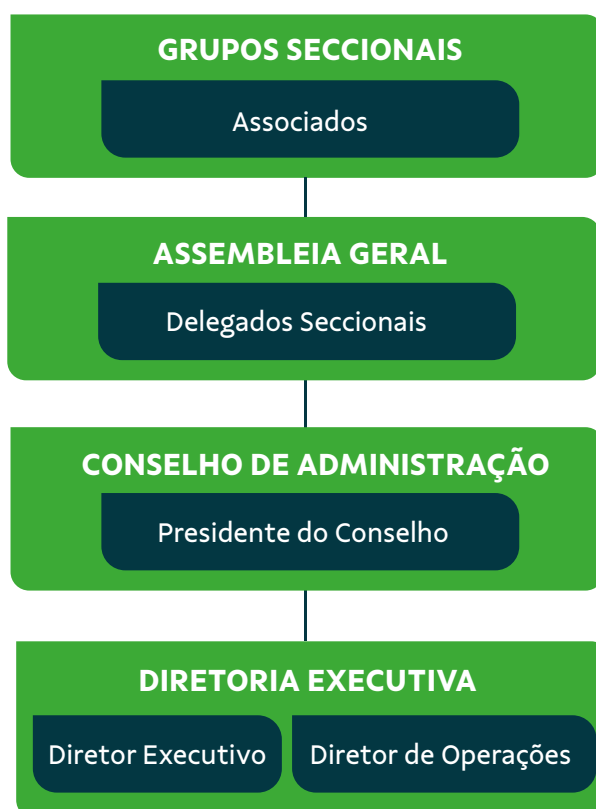 GRUPOS SECCIONAIS
Associados
ASSEMBLEIA GERAL
Delegados Seccionais
CONSELHO DE ADMINISTRAÇÃO
Presidente do Conselho
DIRETORIA EXECUTIVA
Diretor Executivo
Diretor de Operações